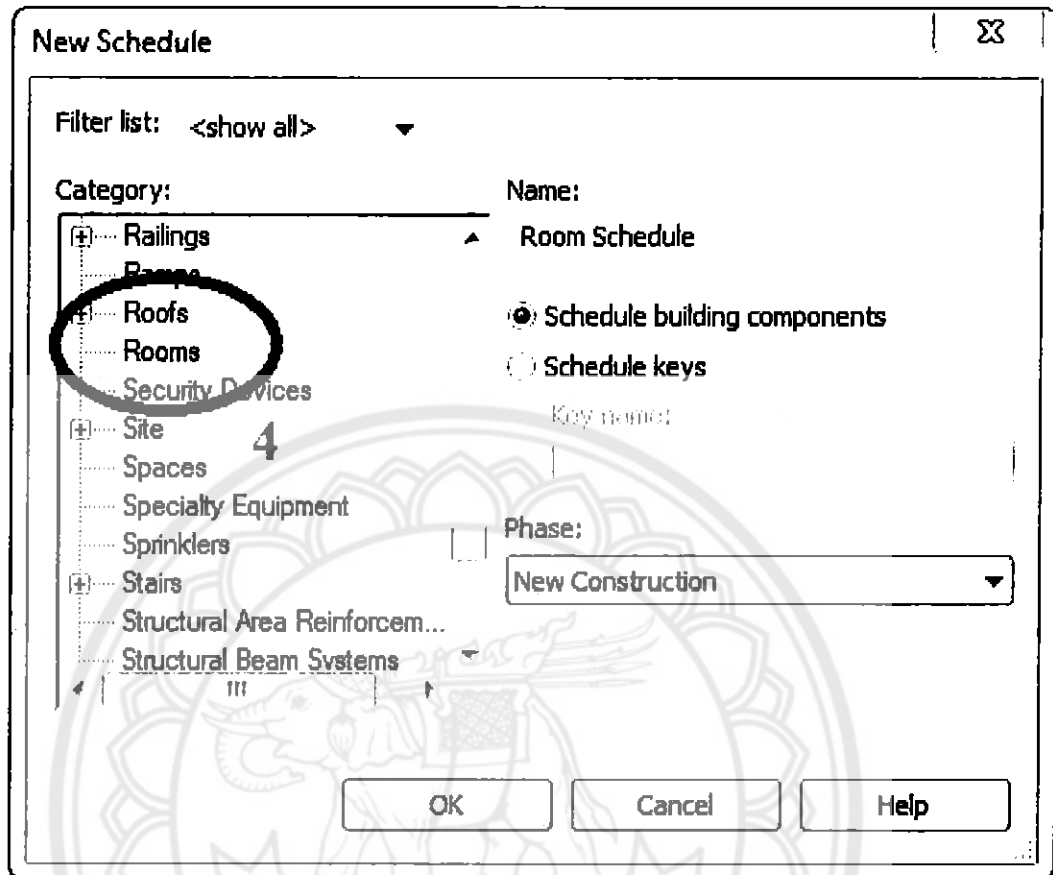 New Schedule
Filter list: <show all>
Category:
Railings
Ramps
Roofs
Rooms
Security Devices
Site
4
Spaces
Specialty Equipment
Sprinklers
Stairs
Structural Area Reinforcem...
Structural Beam Systems
Name:
Room Schedule
Schedule building components
Schedule keys
Key name:
Phase:
New Construction
OK
Cancel
Help